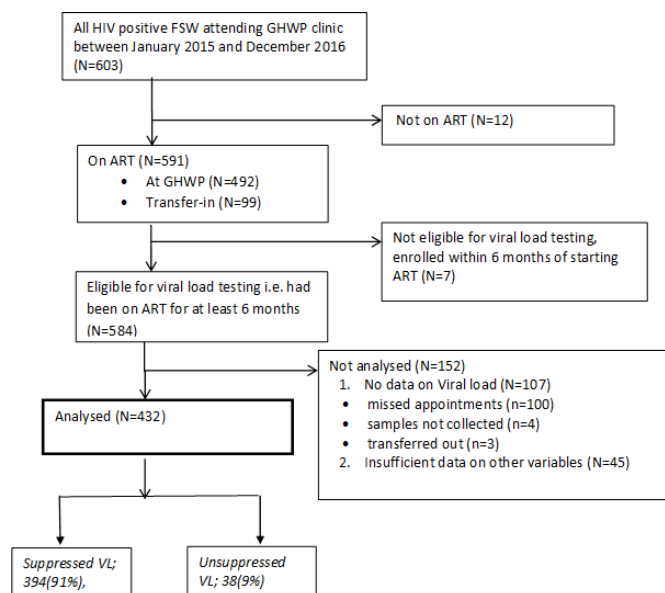 All HIV positive FSW attending GHWP clinic
between January 2015 and December 2016
(N=603)
Not on ART (N=12)
On ART (N=591)
• At GHWP (N=492)
• Transfer-in (N=99)
Not eligible for viral load testing,
enrolled within 6 months of starting
ART (N=7)
Eligible for viral load testing i.e. had
been on ART for at least 6 months
(N=584)
Not analysed (N=152)
1. No data on Viral load (N=107)
• missed appointments (n=100)
• samples not collected (n=4)
• transferred out (n=3)
2. Insufficient data on other variables (N=45)
Analysed (N=432)
Suppressed VL;
394(91%),
Unsuppressed
VL; 38(9%)